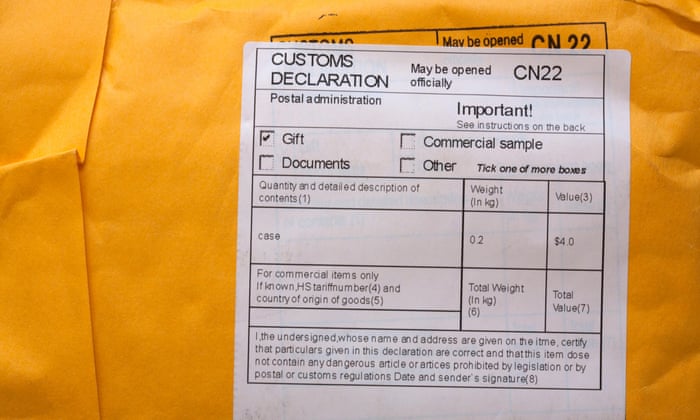 CUSTOMS
May be opened CN 22
CUSTOMS
DECLARATION
May be opened
officially
CN22
Postal administration
Important!
See instructions on the back
Gift
Commercial sample
Documents
Other Tick one of more boxes
Quantity and detailed description of
contents(1)
Weight
(In kg)
Value(3)
case
0.2
$4.0
For commercial items only
If known,HS tariffnumber(4) and
country of origin of goods(5)
Total Weight
(In kg)
(6)
Total
Value(7)
I,the undersigned,whose name and address are given on the itme, certify
that particulars given in this declaration are correct and that this item dose
not contain any dangerous article or artices prohibited by legislation or by
postal or customs regulations Date and sender's signature(8)